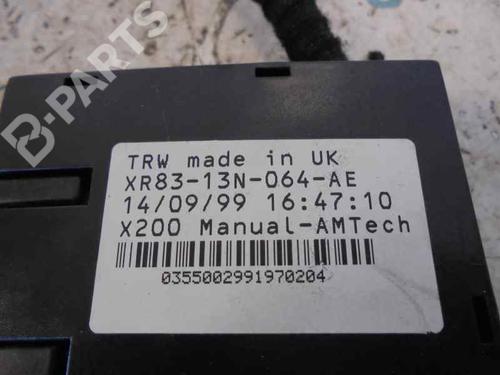 B-PARTS
TRW made in UK
XR83-13N-064-AE
14/09/99 16:47:10
X200 Manual-AMTech
0355002991970204